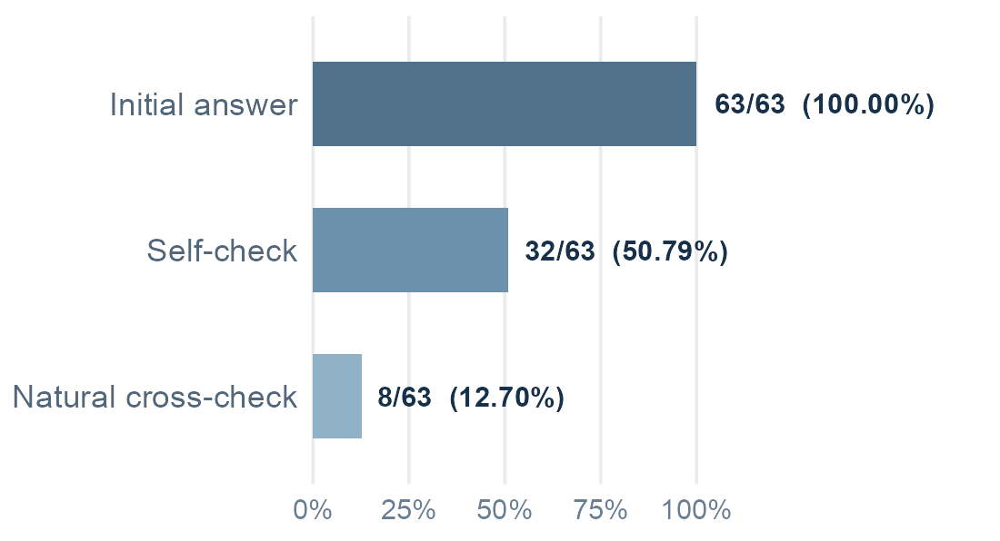 Initial answer 63/63 (100.00%)
Self-check 32/63 (50.79%)
Natural cross-check 8/63 (12.70%)
0% 25% 50% 75% 100%